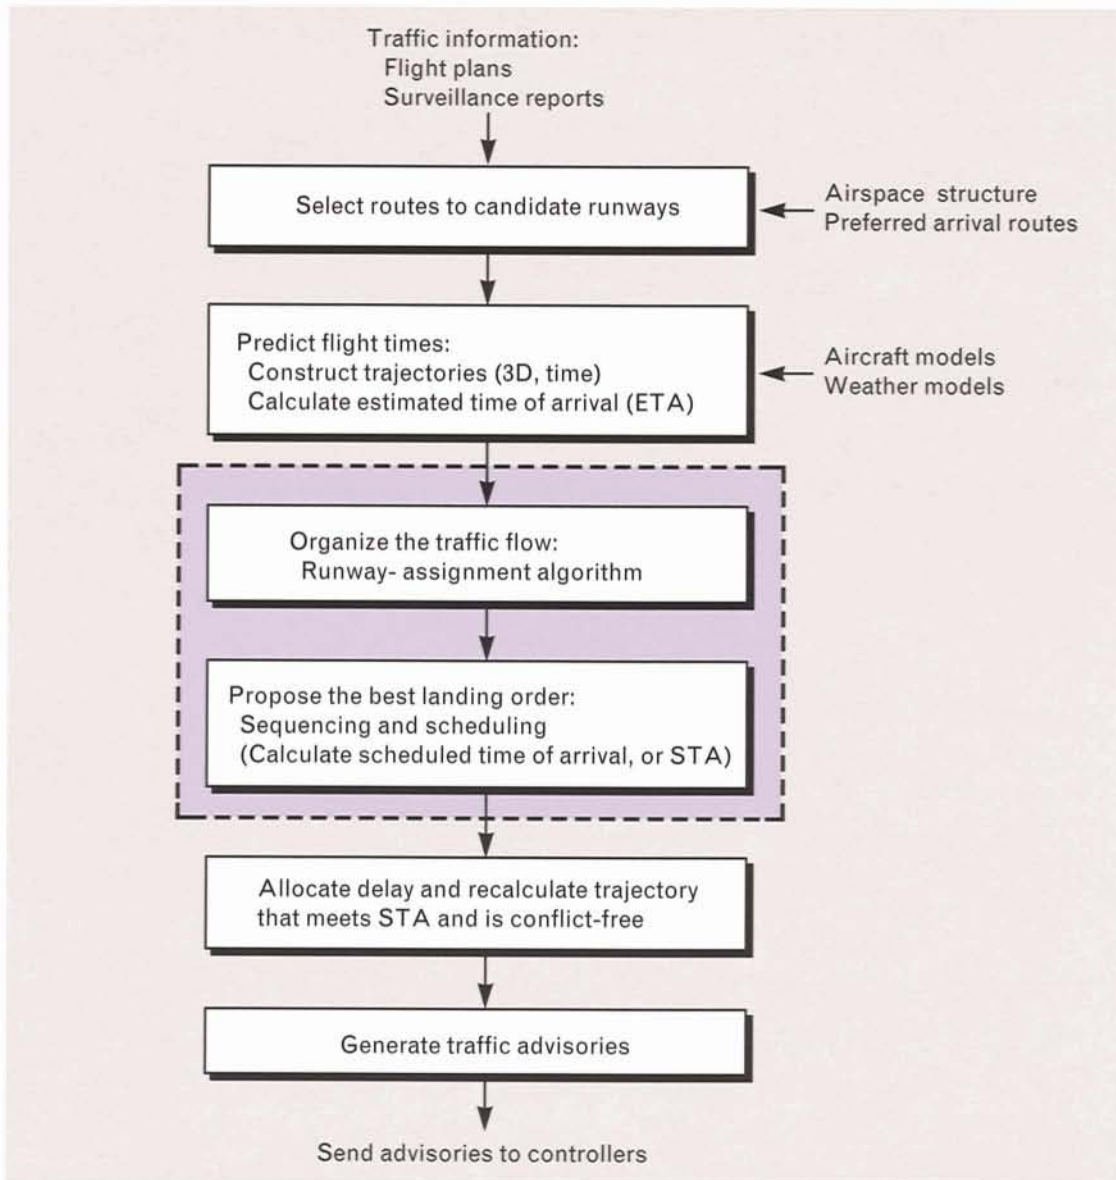 Traffic information:
Flight plans
Surveillance reports
Select routes to candidate runways
Airspace structure
Preferred arrival routes
Predict flight times:
Construct trajectories (3D, time)
Calculate estimated time of arrival (ETA)
Aircraft models
Weather models
Organize the traffic flow:
Runway- assignment algorithm
Propose the best landing order:
Sequencing and scheduling
(Calculate scheduled time of arrival, or STA)
Allocate delay and recalculate trajectory
that meets STA and is conflict-free
Generate traffic advisories
Send advisories to controllers